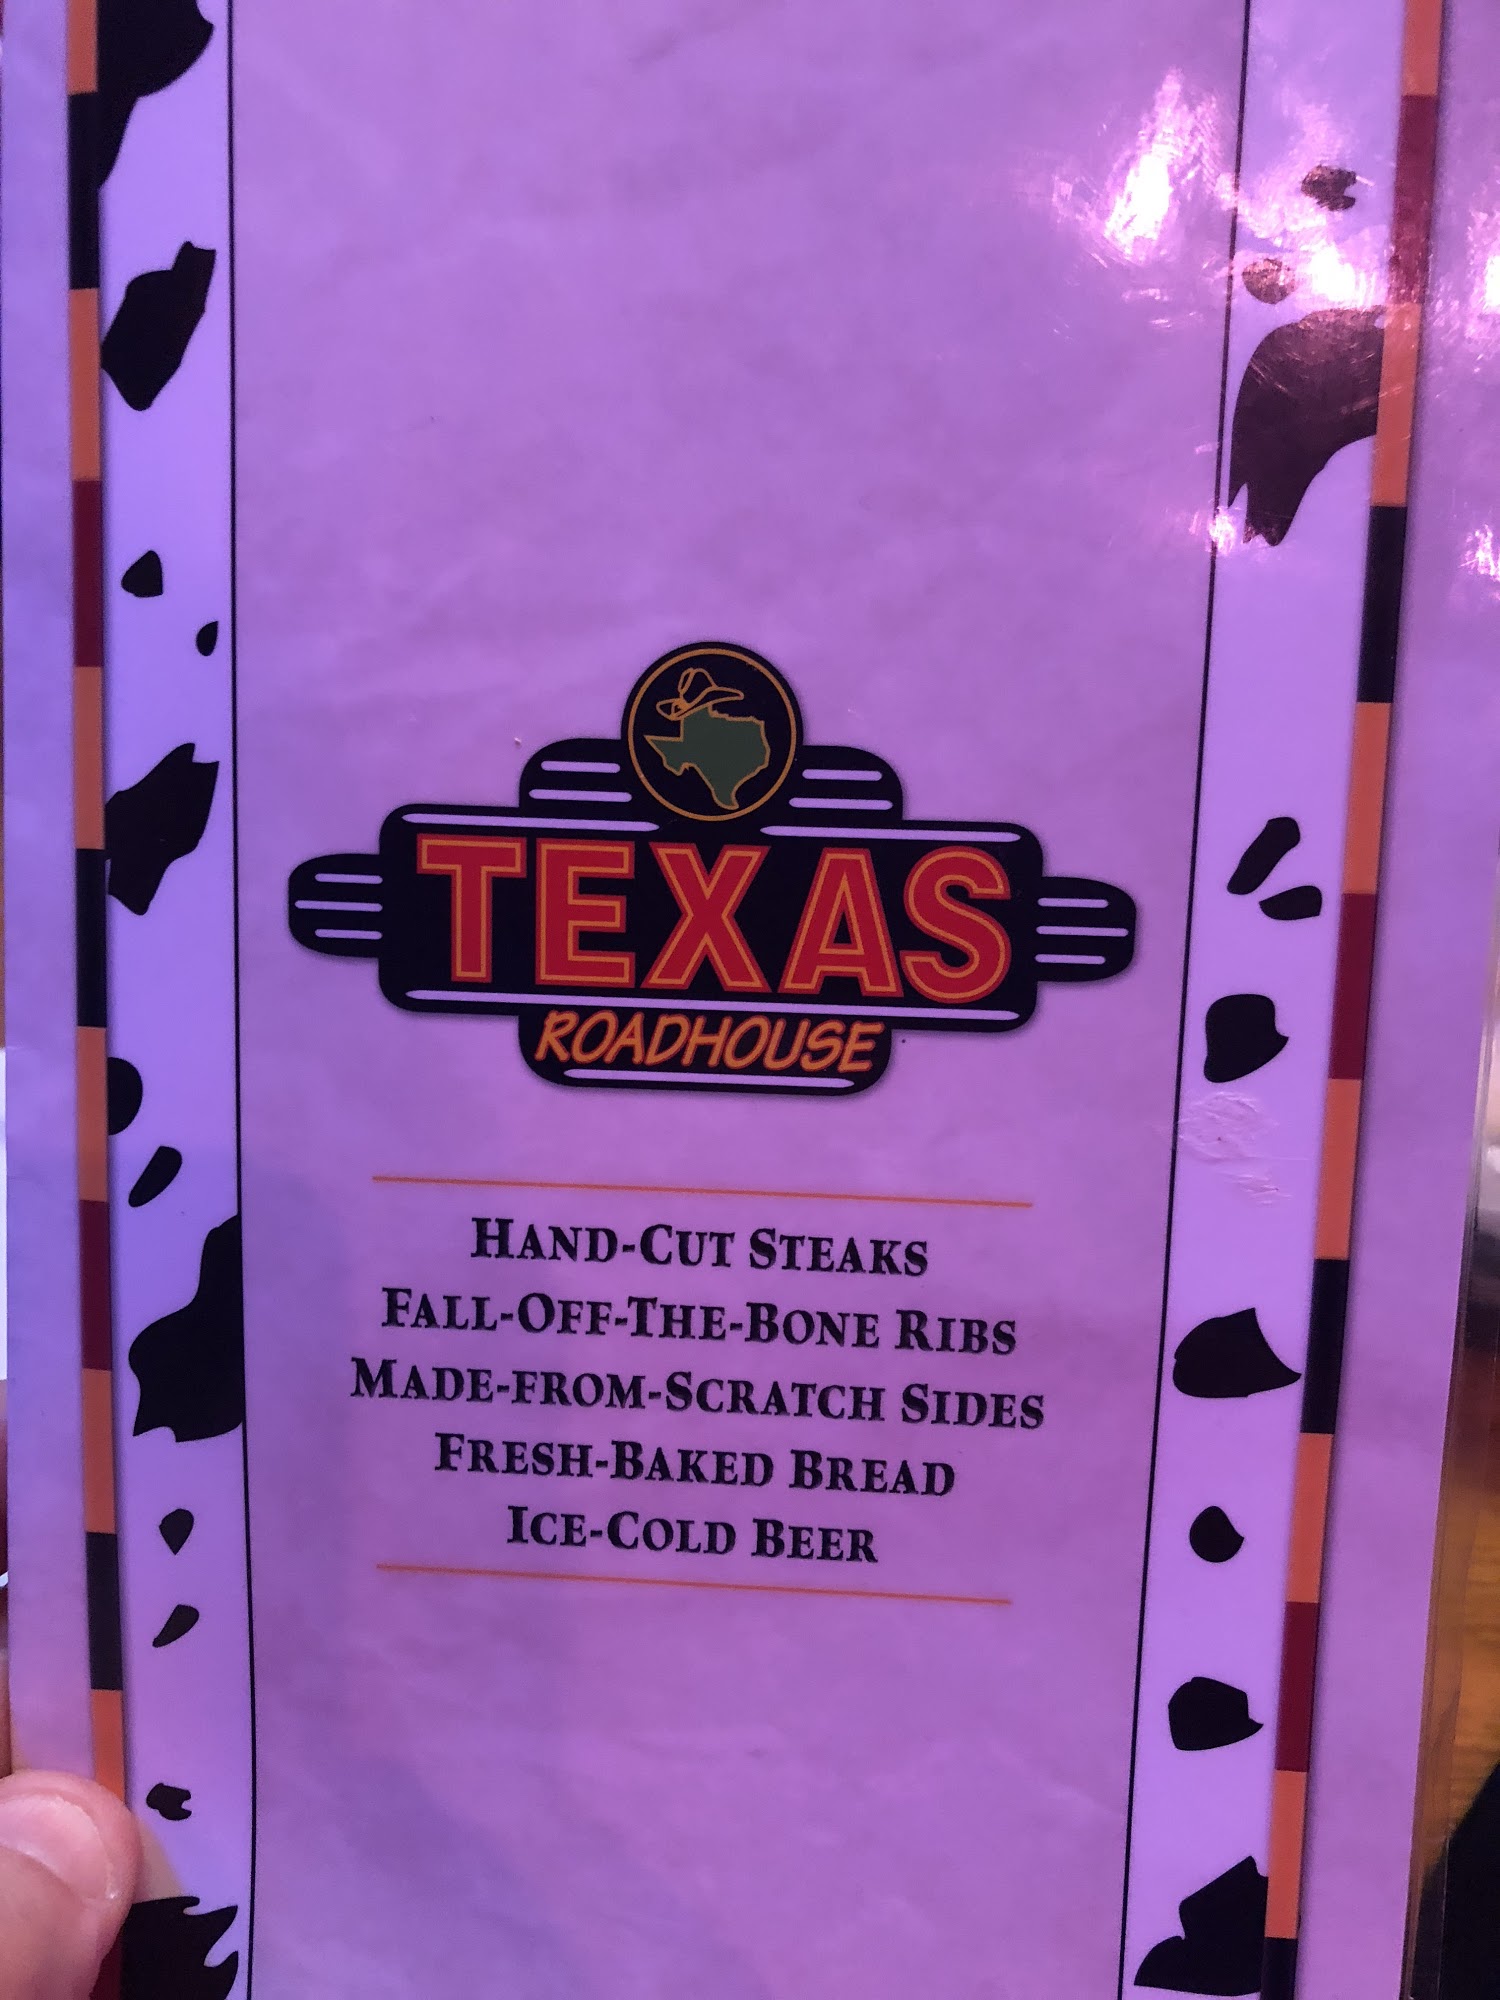 TEXAS
ROADHOUSE
HAND-CUT STEAKS
FALL-OFF-THE-BONE RIBS
MADE-FROM-SCRATCH SIDES
FRESH-BAKED BREAD
ICE-COLD BEER